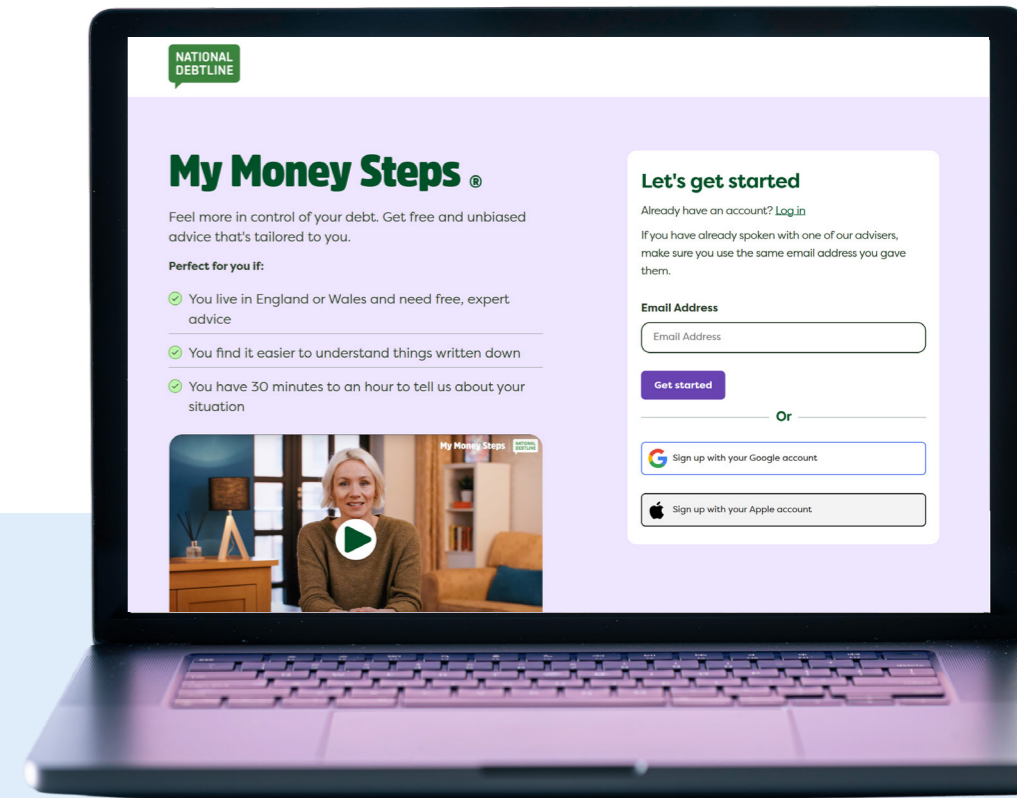 NATIONAL
DEBTLINE
My Money Steps ®
Feel more in control of your debt. Get free and unbiased
advice that's tailored to you.
Perfect for you if:
You live in England or Wales and need free, expert
advice
You find it easier to understand things written down
You have 30 minutes to an hour to tell us about your
situation
My Money Steps
NATIONAL
DEBTLINE
Let's get started
Already have an account? Log in
If you have already spoken with one of our advisers,
make sure you use the same email address you gave
them.
Email Address
Email Address
Get started
Or
Sign up with your Google account
Sign up with your Apple account